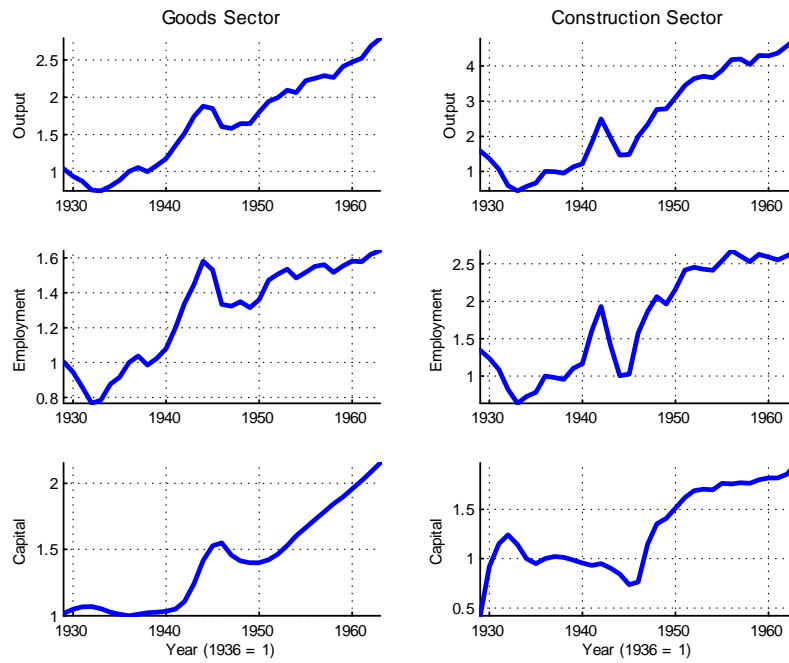 Goods Sector
Output
2.5
2
1.5
1
1930 1940 1950 1960
Construction Sector
Output
4
3
2
1
1930 1940 1950 1960
Employment
1.6
1.4
1.2
1
0.8
1930 1940 1950 1960
Employment
2.5
2
1.5
1
1930 1940 1950 1960
Capital
2
1.5
1
1930 1940 1950 1960
Year (1936 = 1)
Capital
1.5
1
0.5
1930 1940 1950 1960
Year (1936 = 1)